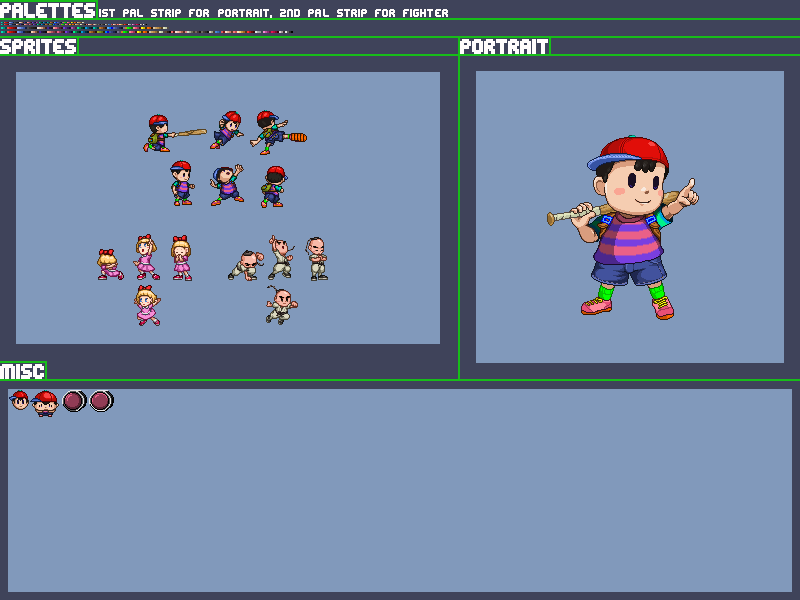 PALETTES 1ST PAL STRIP FOR PORTRAIT, 2ND PAL STRIP FOR FIGHTER
SPRITES
PORTRAIT
MISC